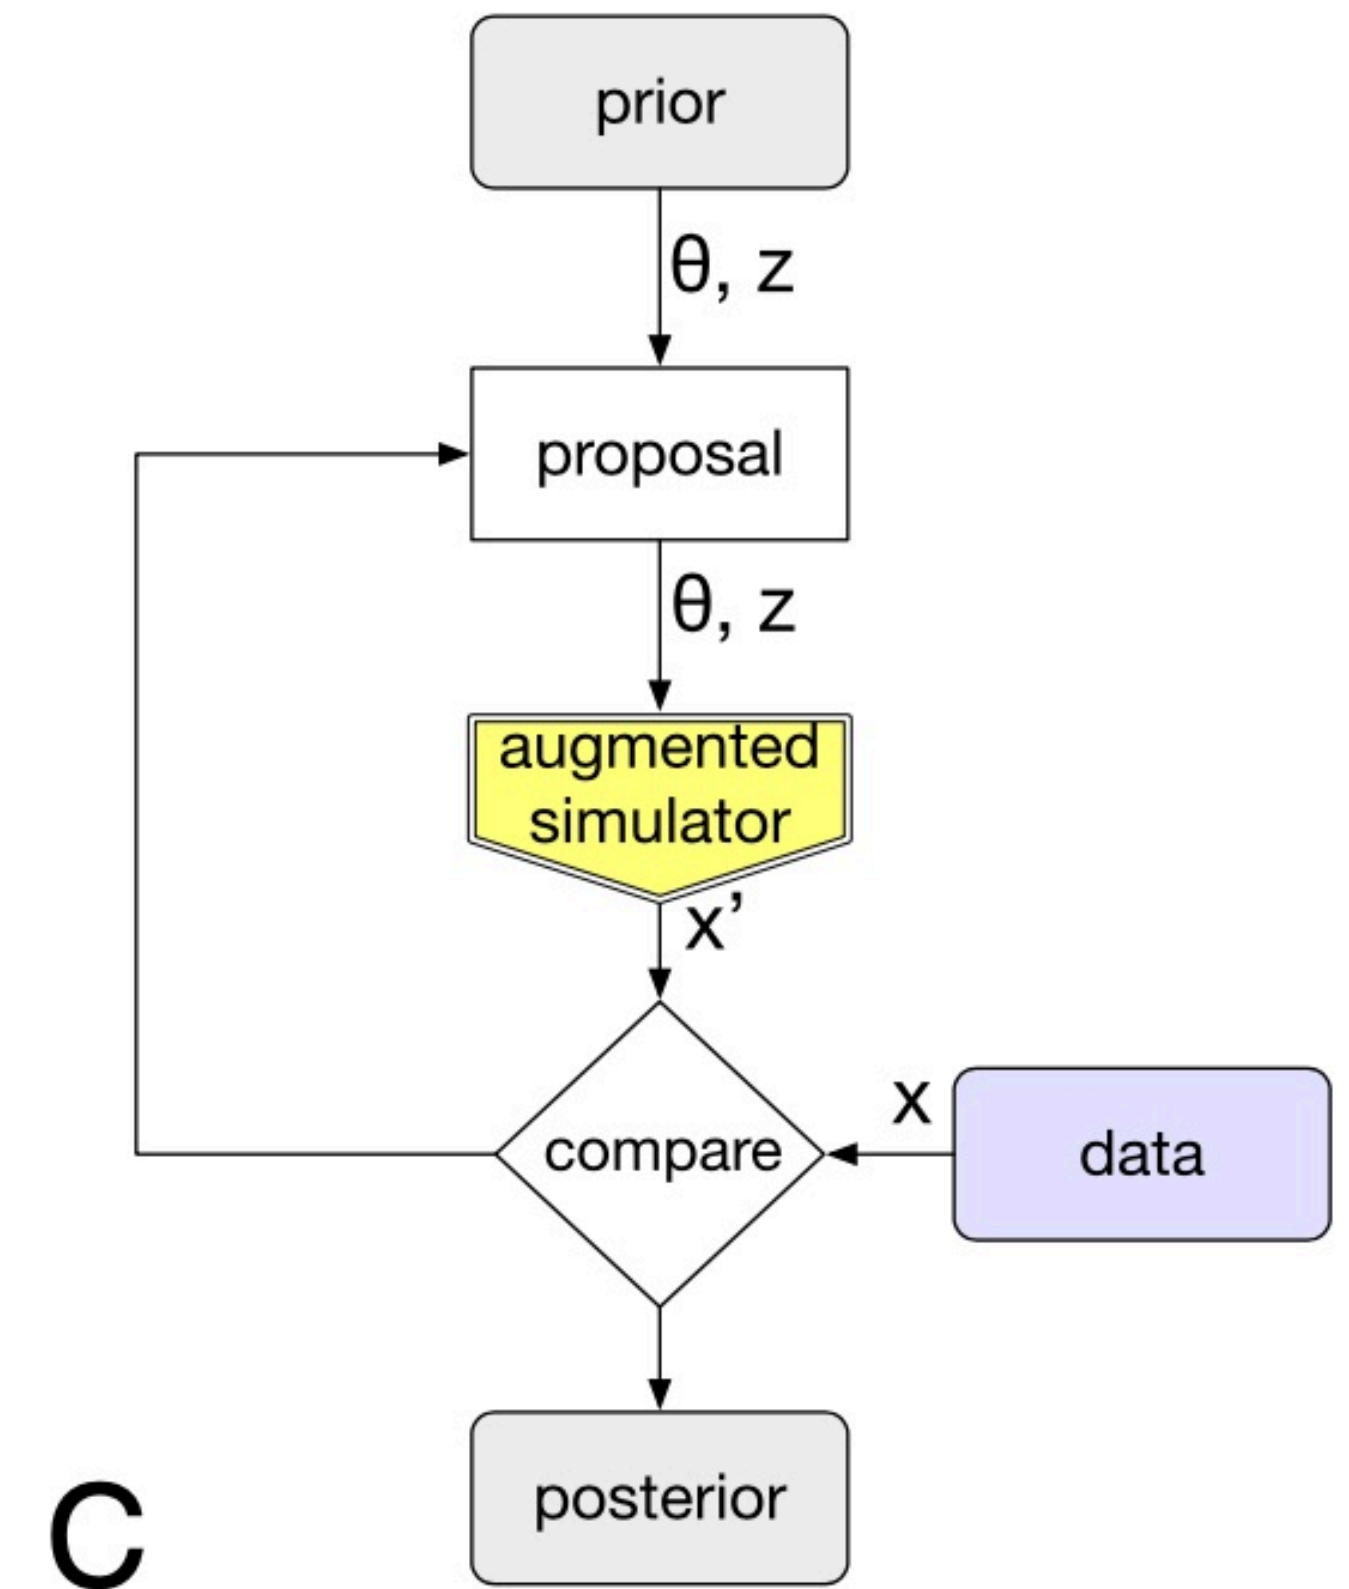 prior
θ, z
proposal
θ, z
augmented
simulator
x’
compare
x
data
posterior
C